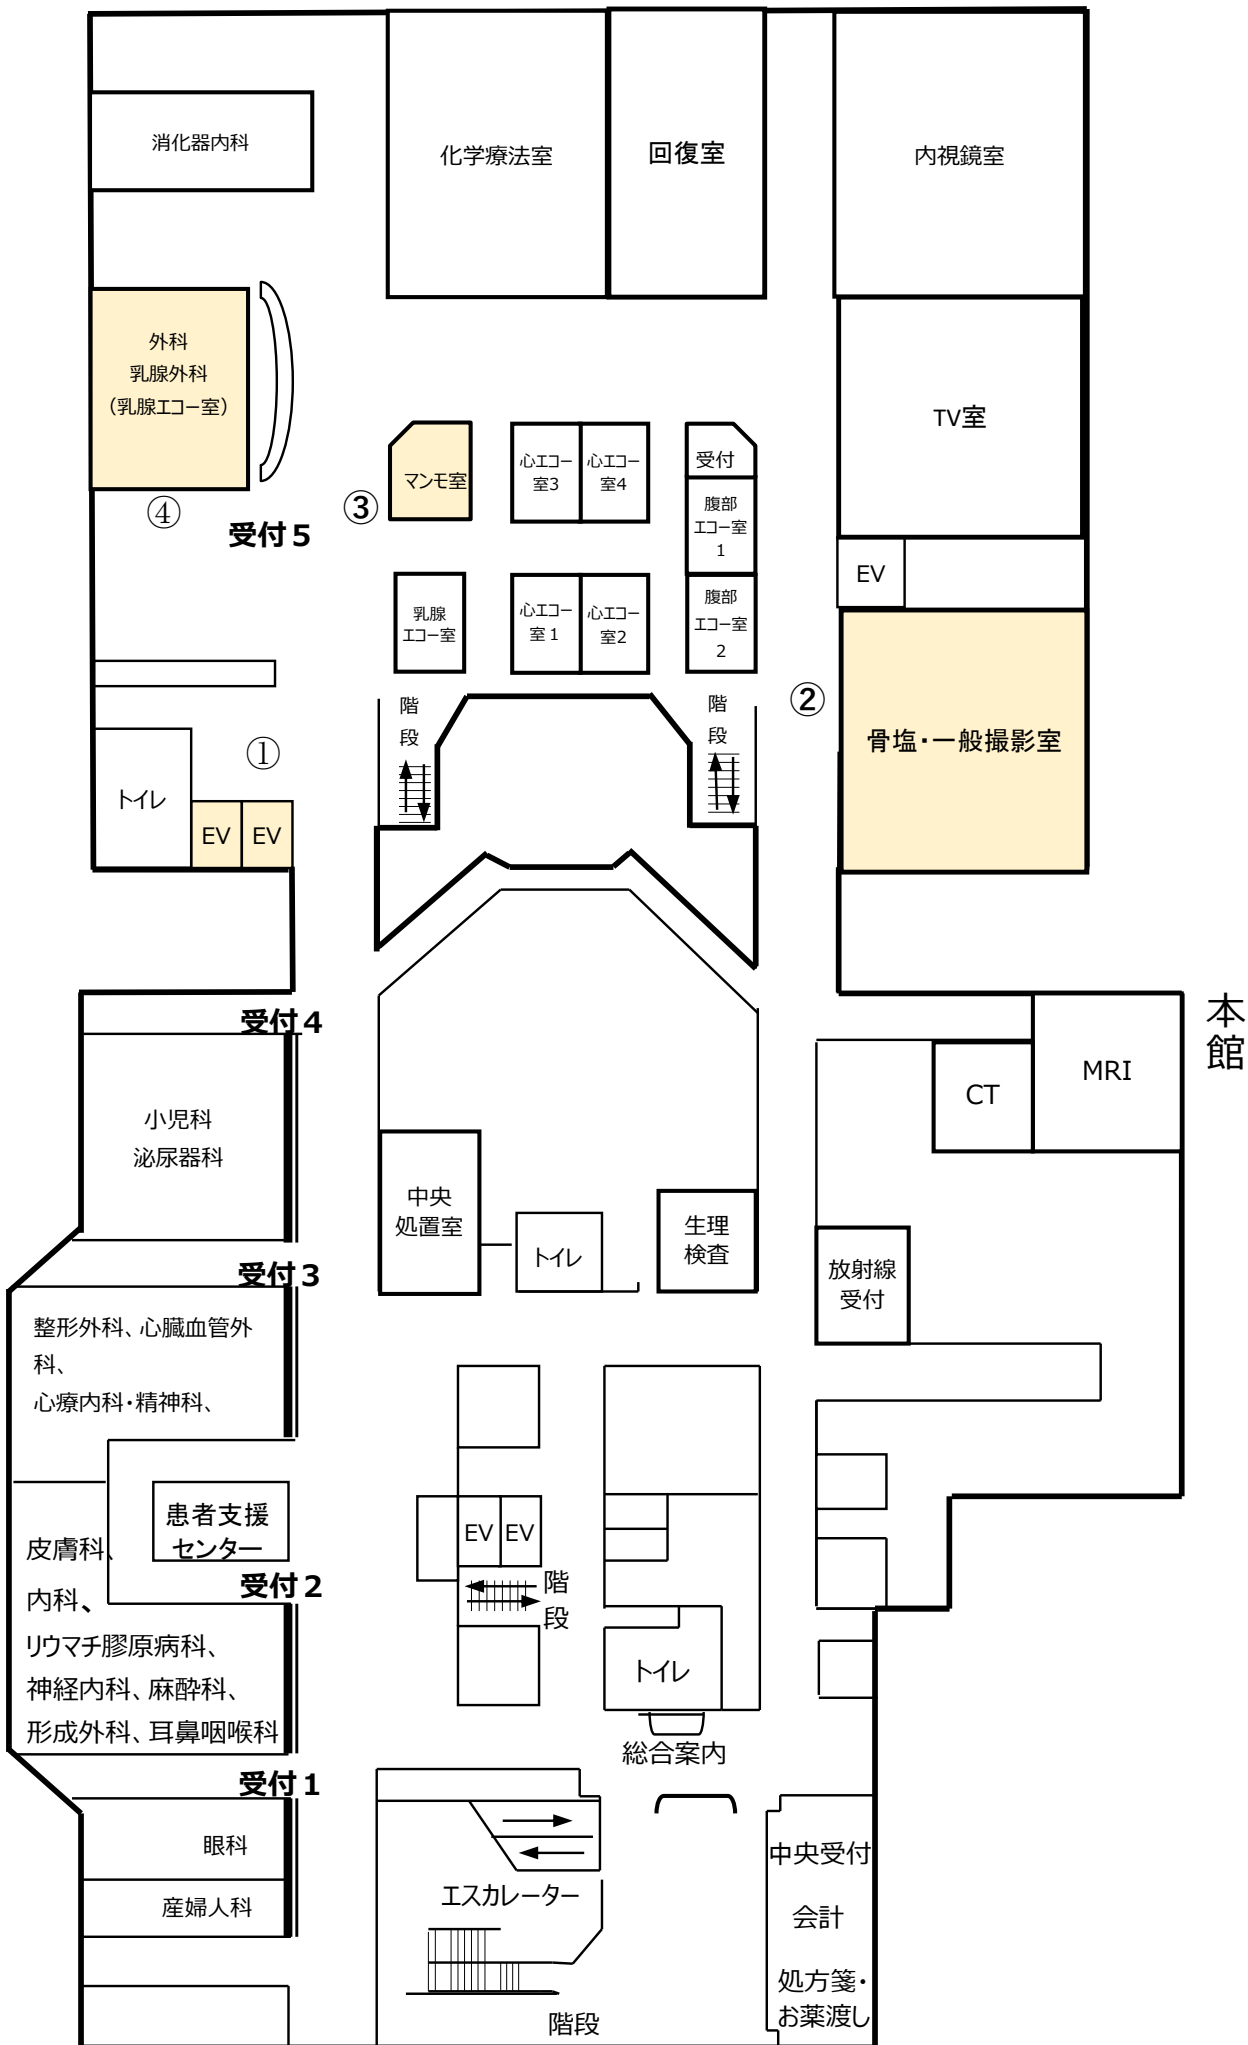 消化器内科
化学療法室
回復室
内視鏡室
外科
乳腺外科
（乳腺エコー室）
TV室
マンモ室
心エコー
室3
心エコー
室4
受付
腹部
エコー室
1
③
④
受付５
EV
乳腺
エコー室
心エコー
室１
心エコー
室2
腹部
エコー室
2
階
段
階
段
②
骨塩・一般撮影室
①
トイレ
EV
EV
本
館
受付４
小児科
泌尿器科
CT
MRI
中央
処置室
トイレ
生理
検査
放射線
受付
受付３
整形外科、心臓血管外
科、
心療内科・精神科、
患者支援
センター
EV
EV
階
段
皮膚科、
受付２
内科、
リウマチ膠原病科、
神経内科、麻酔科、
形成外科、耳鼻咽喉科
トイレ
総合案内
受付１
眼科
産婦人科
エスカレーター
階段
中央受付
会計
処方箋・
お薬渡し